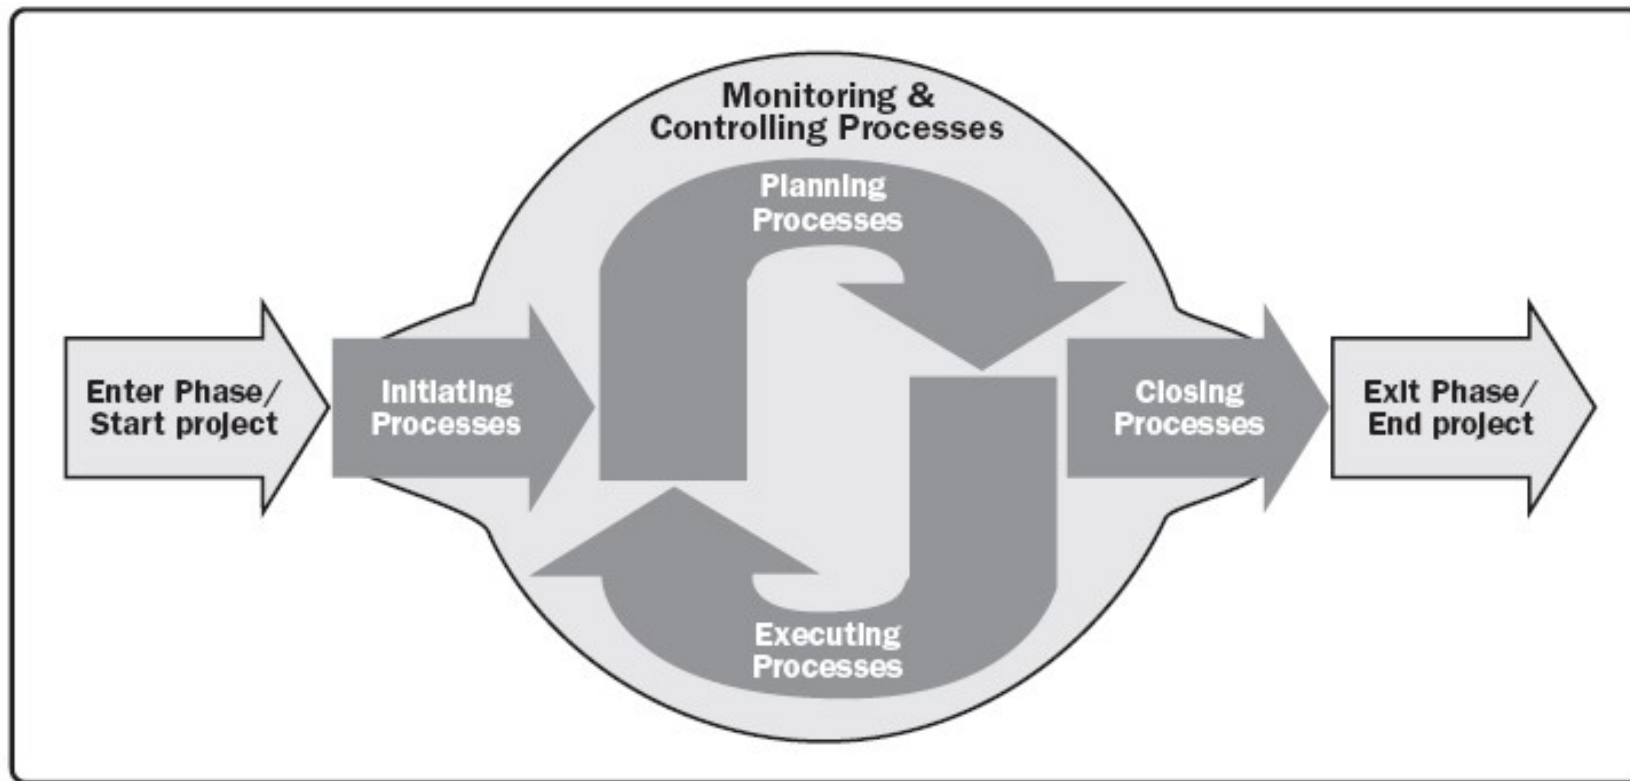 Monitoring &
Controlling Processes
Planning
Processes
Enter Phase/
Start project
Initiating
Processes
Closing
Processes
Exit Phase/
End project
Executing
Processes